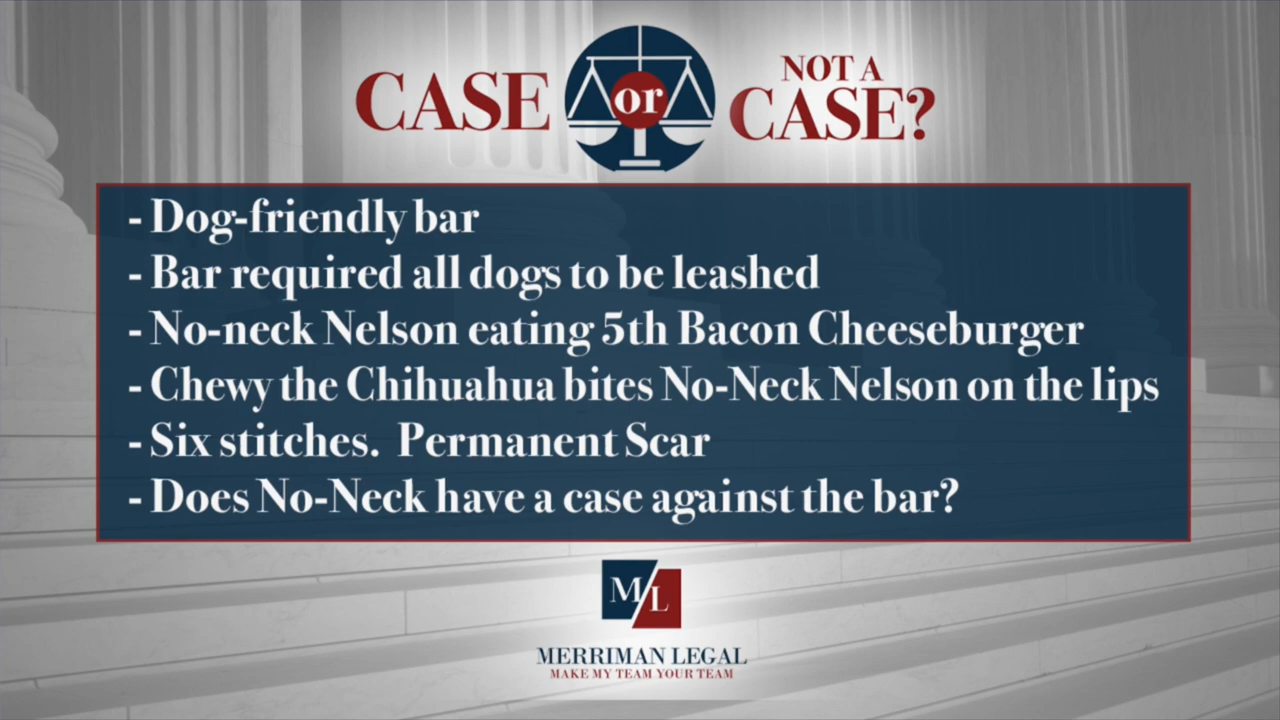 CASE or NOT A CASE?
- Dog-friendly bar
- Bar required all dogs to be leashed
- No-neck Nelson eating 5th Bacon Cheeseburger
- Chewy the Chihuahua bites No-Neck Nelson on the lips
- Six stitches. Permanent Scar
- Does No-Neck have a case against the bar?
M L
MERRIMAN LEGAL
MAKE MY TEAM YOUR TEAM